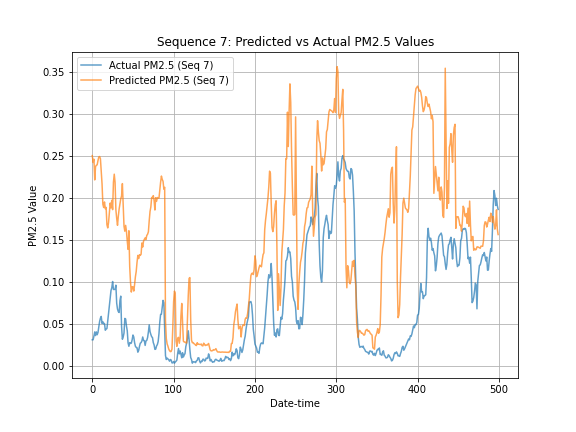 Sequence 7: Predicted vs Actual PM2.5 Values
Actual PM2.5 (Seq 7)
Predicted PM2.5 (Seq 7)
PM2.5 Value
0.35
0.30
0.25
0.20
0.15
0.10
0.05
0.00
0 100 200 300 400 500
Date-time